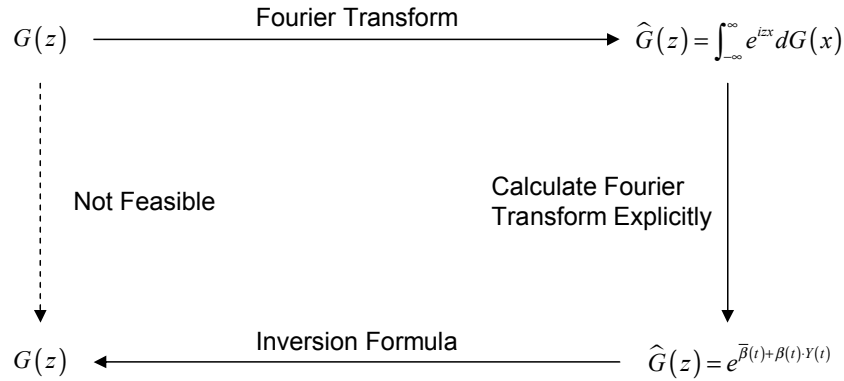 Fourier Transform
G(z)
Ĝ(z) = ∫_{-∞}^{∞} e^{izx} dG(x)
Not Feasible
Calculate Fourier
Transform Explicitly
Inversion Formula
G(z)
Ĝ(z) = e^{β̄(t)+β(t)·Y(t)}